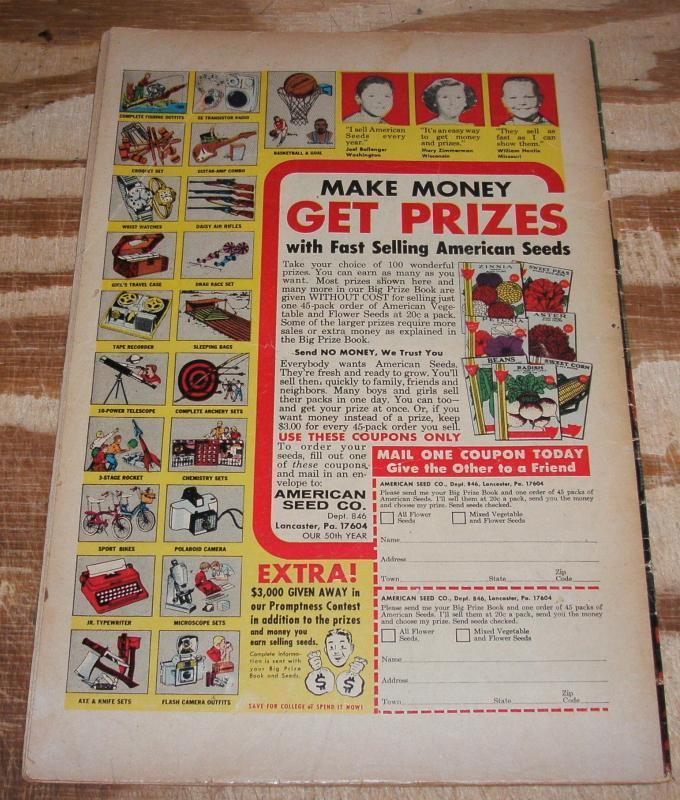 COMPLETE FISHING OUTFITS
SE TRANSISTOR RADIO
BASKETBALL & GOAL
CROQUET SET
GUITAR-AMP COMBO
WRIST WATCHES
DAISY AIR RIFLES
GIRL'S TRAVEL CASE
DRAG RACE SET
TAPE RECORDER
SLEEPING BAGS
10-POWER TELESCOPE
COMPLETE ARCHERY SETS
3-STAGE ROCKET
CHEMISTRY SETS
SPORT BIKES
POLAROID CAMERA
JR. TYPEWRITER
MICROSCOPE SETS
AXE & KNIFE SETS
FLASH CAMERA OUTFITS
"I sell American
Seeds every
year."
Joel Ballenger
Washington
"It's an easy way
to get money
and prizes."
Mary Zimmerman
Wisconsin
"They sell as
fast as I can
show them."
William Henlin
Missouri
MAKE MONEY
GET PRIZES
with Fast Selling American Seeds
Take your choice of 100 wonderful
prizes. You can earn as many as you
want. Most prizes shown here and
many more in our Big Prize Book are
given WITHOUT COST for selling just
one 45-pack order of American Vege-
table and Flower Seeds at 20c a pack.
Some of the larger prizes require more
sales or extra money as explained in
the Big Prize Book.
Send NO MONEY, We Trust You
Everybody wants American Seeds.
They're fresh and ready to grow. You'll
sell them quickly to family, friends and
neighbors. Many boys and girls sell
their packs in one day. You can too—
and get your prize at once. Or, if you
want money instead of a prize, keep
$3.00 for every 45-pack order you sell.
ZINNIA
SWEET PEAS
PETUNIA
ASTER
BEANS
RADISH
SWEET CORN
USE THESE COUPONS ONLY
To order your
seeds, fill out one
of these coupons
and mail in an en-
velope to:
AMERICAN
SEED CO.
Dept. 846
Lancaster, Pa. 17604
OUR 50th YEAR
MAIL ONE COUPON TODAY
Give the Other to a Friend
AMERICAN SEED CO., Dept. 846, Lancaster, Pa. 17604
Please send me your Big Prize Book and one order of 45 packs of
American Seeds. I'll sell them at 20c a pack, send you the money
and choose my prize. Send seeds checked.
All Flower
Seeds
Mixed Vegetable
and Flower Seeds
Name
Address
Town State Zip
Code
AMERICAN SEED CO., Dept. 846, Lancaster, Pa. 17604
Please send me your Big Prize Book and one order of 45 packs of
American Seeds. I'll sell them at 20c a pack, send you the money
and choose my prize. Send seeds checked.
All Flower
Seeds
Mixed Vegetable
and Flower Seeds
Name
Address
Town State Zip
Code
EXTRA!
$3,000 GIVEN AWAY in
our Promptness Contest
in addition to the prizes
and money you
earn selling seeds.
Complete informa-
tion is sent with
your Big Prize
Book and Seeds.
$
$
SAVE FOR COLLEGE or SPEND IT NOW!